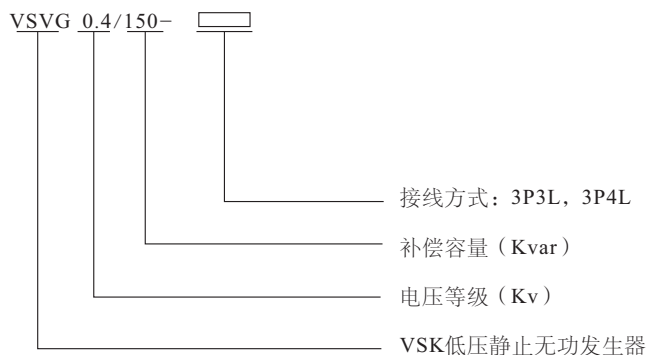 VSVG 0.4/150-
接线方式：3P3L，3P4L
补偿容量（Kvar）
电压等级（Kv）
VSK低压静止无功发生器